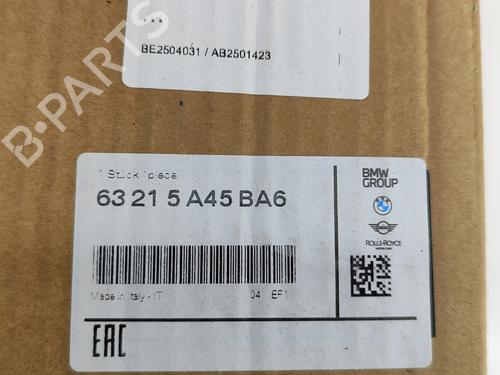 ...
BE2504031 / AB2501423
B-PARTS
1 Stück / piece
63 21 5 A45 BA6
BMW
GROUP
ROLLS-ROYCE
Made in Italy - IT
04
EF1
EAC